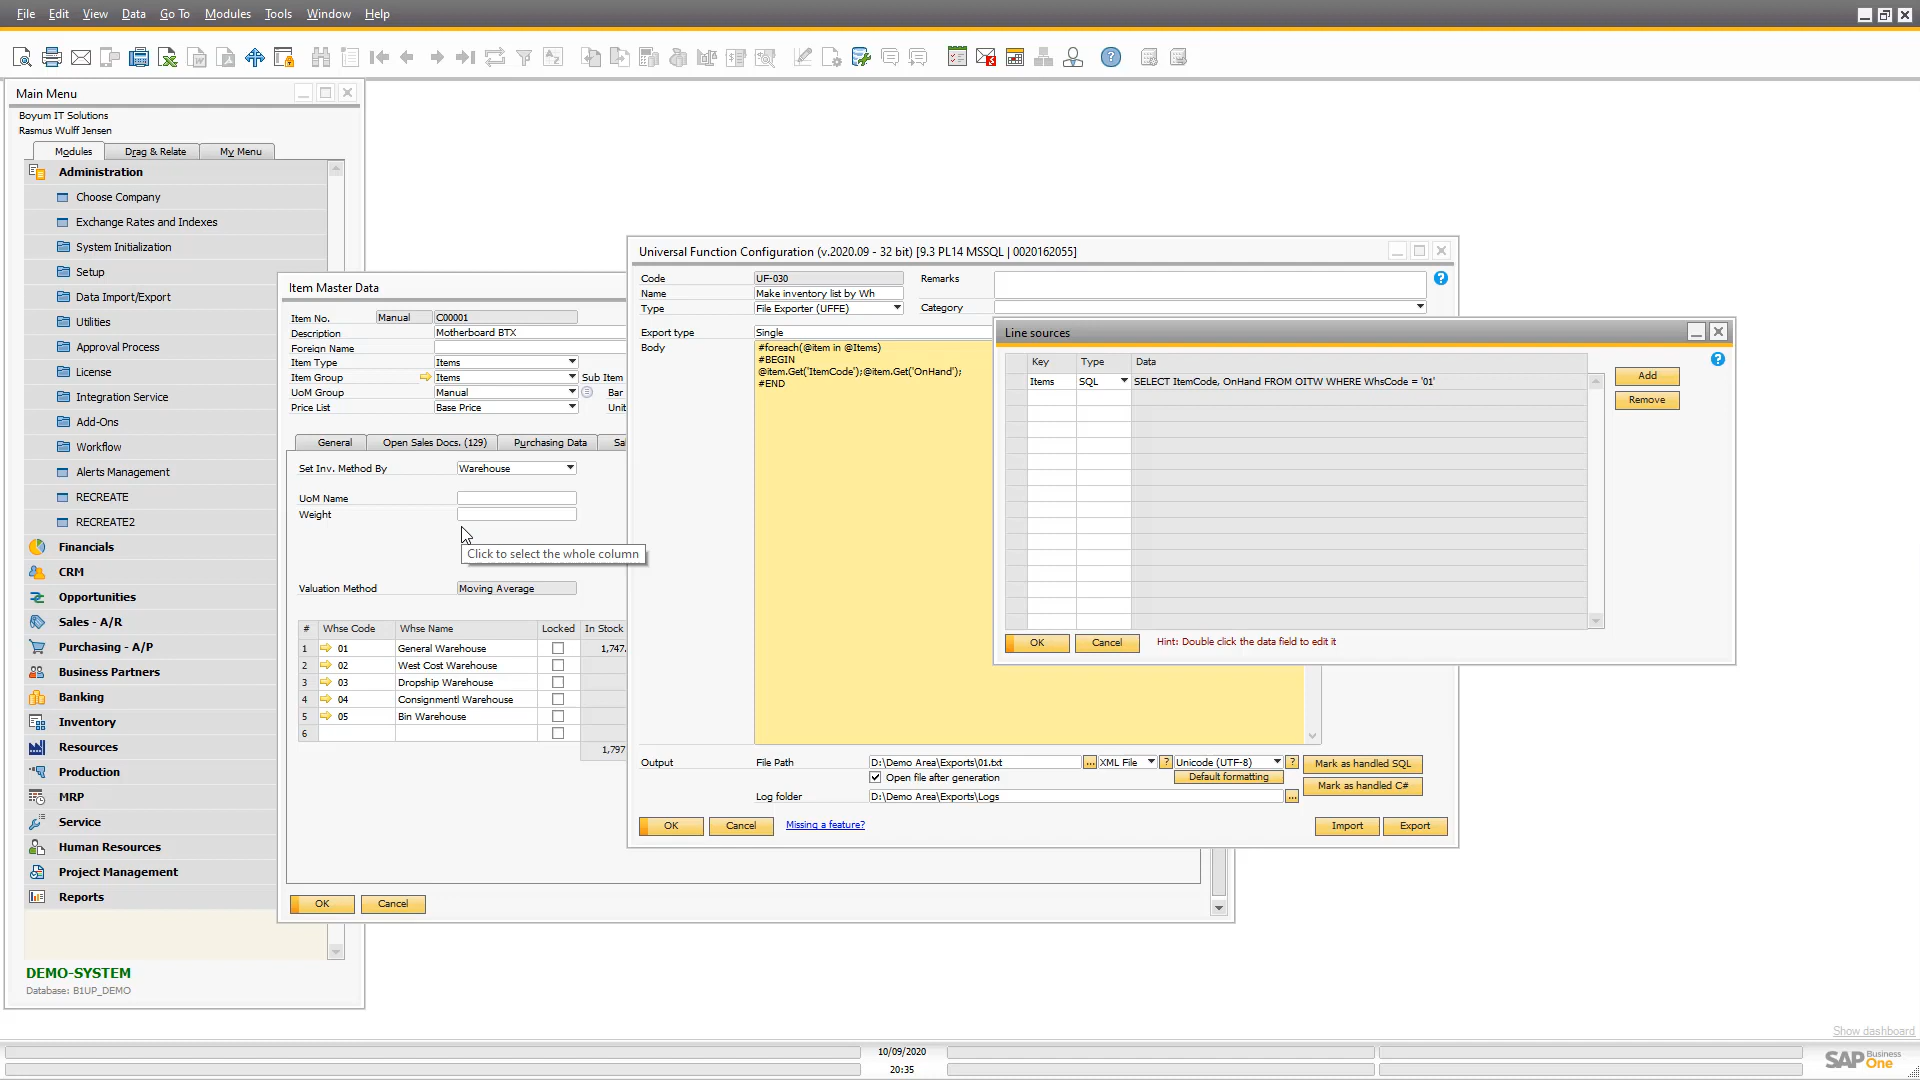 File Edit View Data Go To Modules Tools Window Help
Main Menu
Boyum IT Solutions
Rasmus Wulff Jensen
Modules Drag & Relate My Menu
Administration
Choose Company
Exchange Rates and Indexes
System Initialization
Setup
Data Import/Export
Utilities
Approval Process
License
Integration Service
Add-Ons
Workflow
Alerts Management
RECREATE
RECREATE2
Financials
CRM
Opportunities
Sales - A/R
Purchasing - A/P
Business Partners
Banking
Inventory
Resources
Production
MRP
Service
Human Resources
Project Management
Reports
DEMO-SYSTEM
Database: B1UP_DEMO
Item Master Data
Item No. Manual C00001
Description Motherboard BTX
Foreign Name
Item Type Items
Item Group Items Sub Item
UoM Group Manual Bar
Price List Base Price Unit
General Open Sales Docs. (129) Purchasing Data Sa
Set Inv. Method By Warehouse
UoM Name
Weight
Click to select the whole column
Valuation Method Moving Average
# Whse Code Whse Name Locked In Stock
1 01 General Warehouse 1,747.
2 02 West Cost Warehouse
3 03 Dropship Warehouse
4 04 Consignmentl Warehouse
5 05 Bin Warehouse
6
1,797
OK Cancel
Universal Function Configuration (v.2020.09 - 32 bit) [9.3 PL14 MSSQL | 0020162055]
Code UF-030 Remarks
Name Make inventory list by Wh
Type File Exporter (UFFE) Category
Export type Single
Body #foreach(@item in @Items)
#BEGIN
@item.Get('ItemCode');@item.Get('OnHand');
#END
Output File Path D:\Demo Area\Exports\01.txt ... XML File ? Unicode (UTF-8) ? Mark as handled SQL
Open file after generation Default formatting Mark as handled C#
Log folder D:\Demo Area\Exports\Logs ...
OK Cancel Missing a feature? Import Export
Line sources
Key Type Data
Items SQL SELECT ItemCode, OnHand FROM OITW WHERE WhsCode = '01'
Add
Remove
OK Cancel Hint: Double click the data field to edit it
Show dashboard
10/09/2020
20:35
SAP Business One